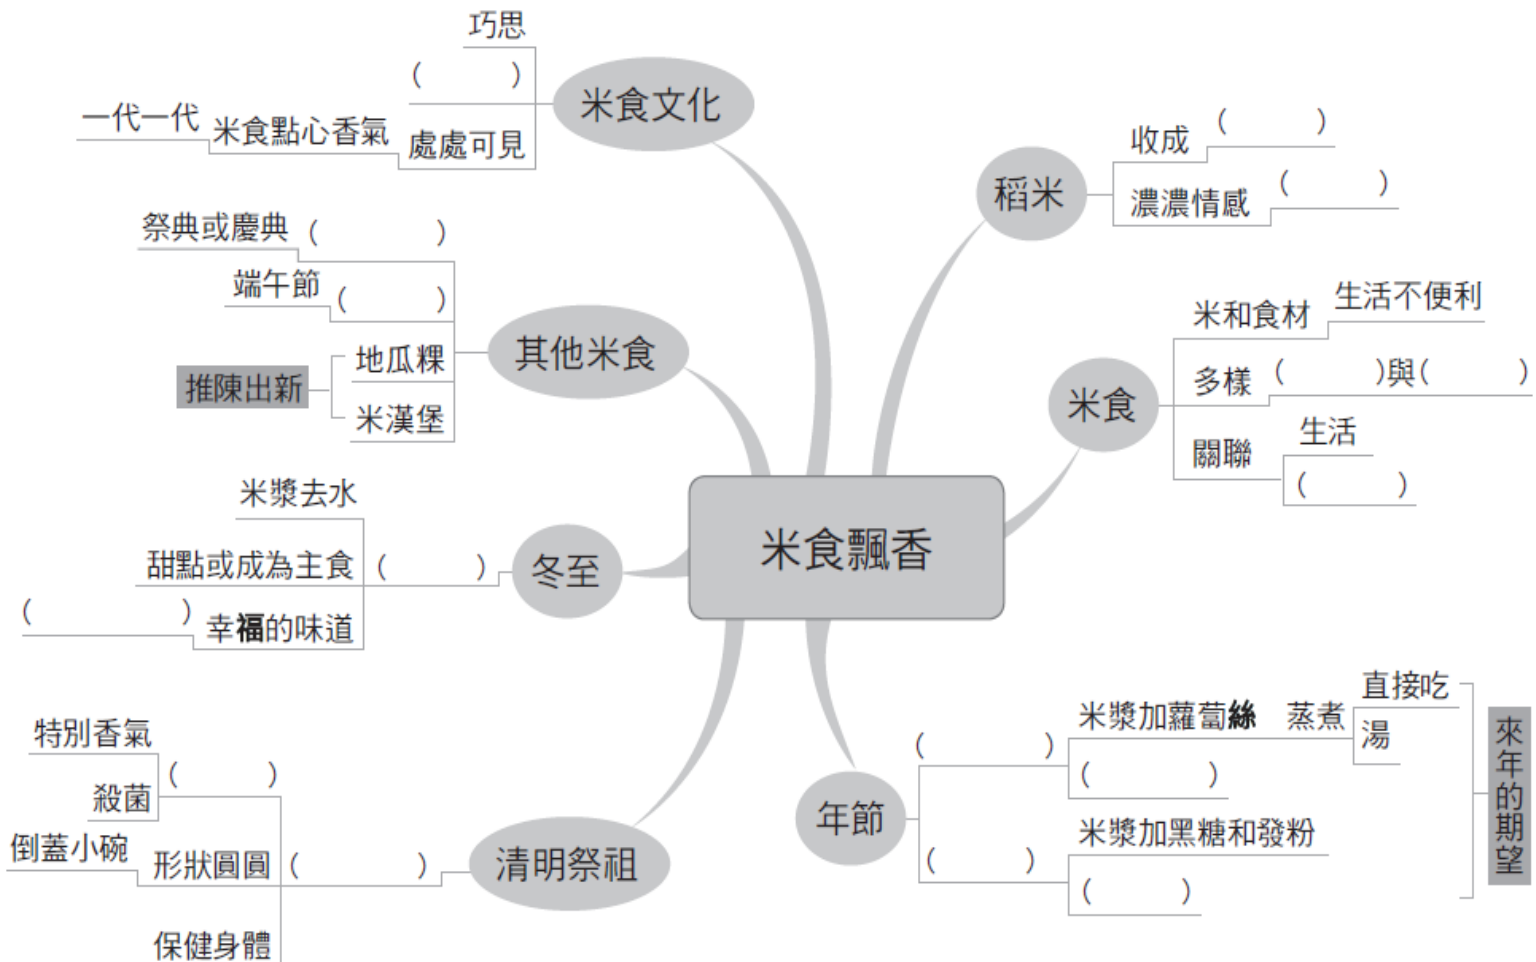 米食飄香
稻米
收成 (　　　)
濃濃情感 (　　　)
米食
米和食材 生活不便利
多樣 (　　　)與(　　　)
關聯
生活
(　　　)
年節
(　　　　)
米漿加蘿蔔絲 蒸煮
直接吃
湯
(　　　　)
(　　　)
米漿加黑糖和發粉
(　　　)
來年的期望
米食文化
巧思
(　　　)
處處可見 米食點心香氣 一代一代
其他米食
(　　　　) 祭典或慶典
(　　　) 端午節
地瓜粿
米漢堡
推陳出新
冬至
(　　　)
米漿去水
甜點或成為主食
幸福的味道 (　　　　　)
清明祭祖
(　　　　)
(　　　)
特別香氣
殺菌
形狀圓圓 倒蓋小碗
保健身體